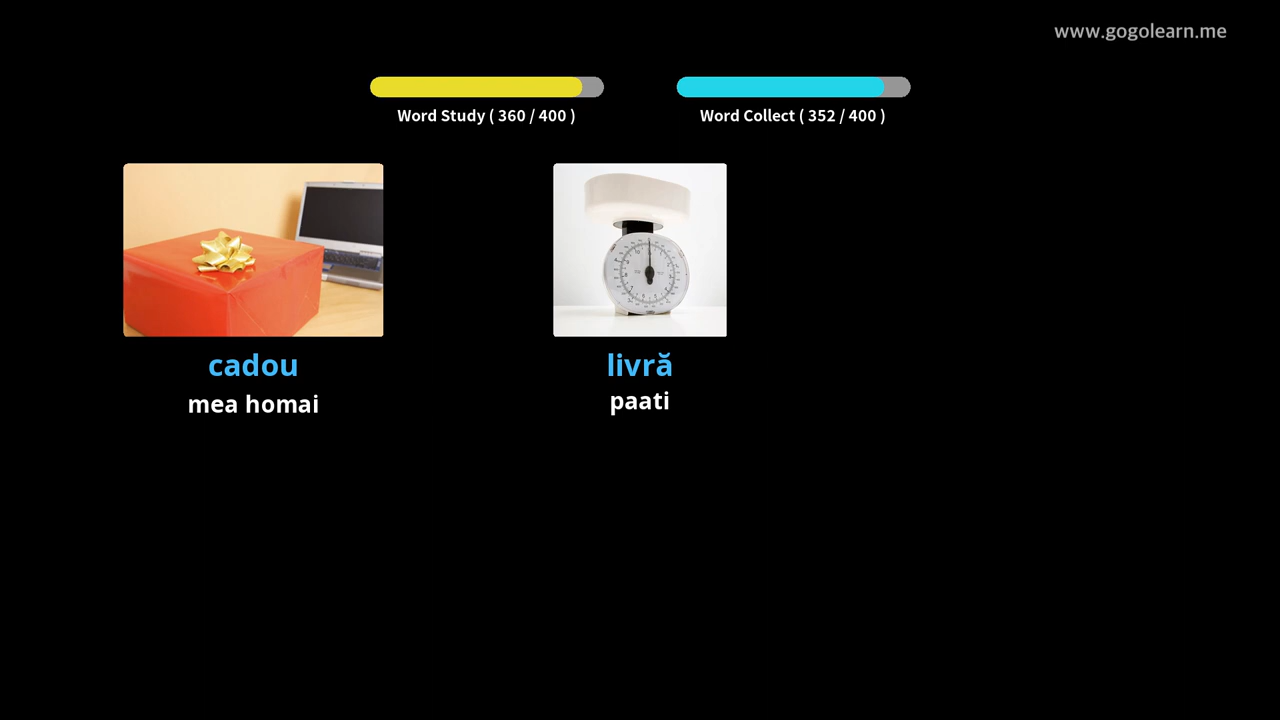 www.gogolearn.me
Word Study ( 360 / 400 )
Word Collect ( 352 / 400 )
cadou
mea homai
livră
paati